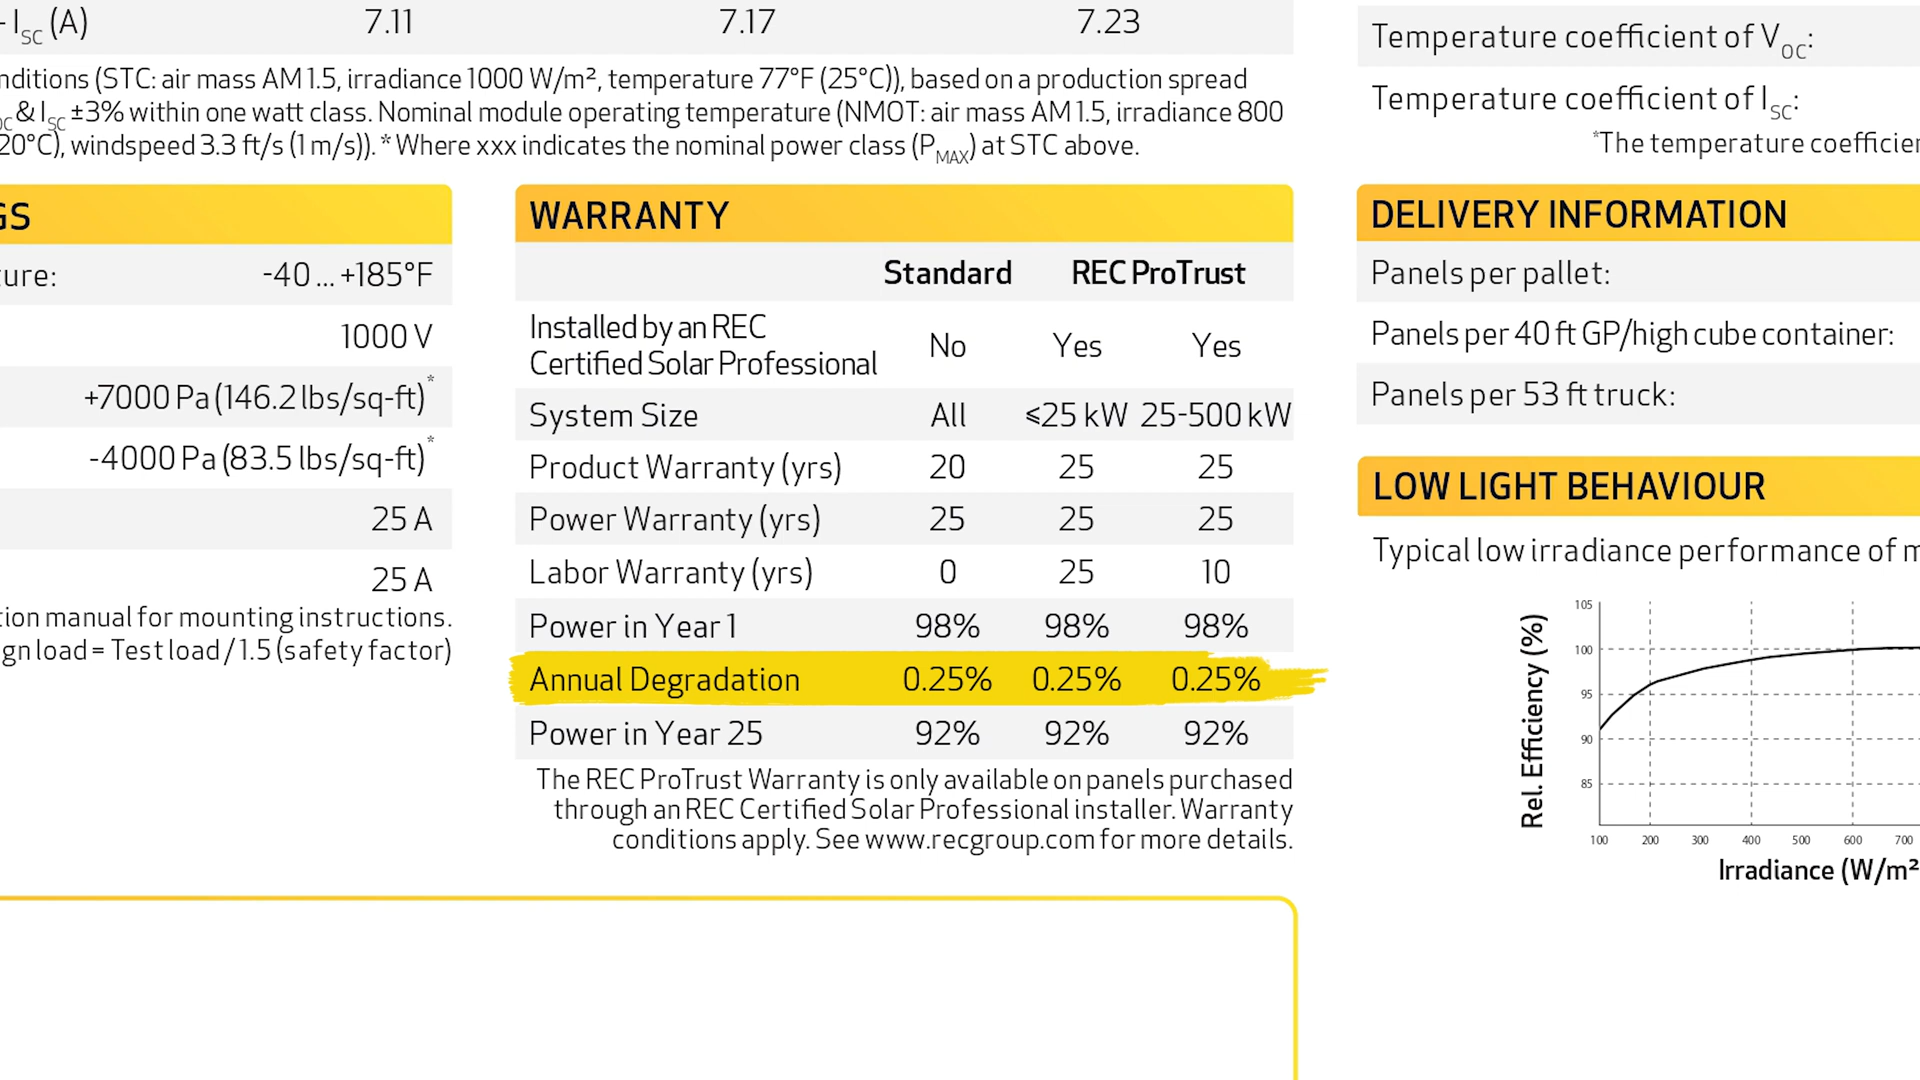 - I SC (A) 7.11 7.17 7.23
nditions (STC: air mass AM 1.5, irradiance 1000 W/m², temperature 77°F (25°C)), based on a production spread
OC & I SC ±3% within one watt class. Nominal module operating temperature (NMOT: air mass AM 1.5, irradiance 800
20°C), windspeed 3.3 ft/s (1 m/s)). * Where xxx indicates the nominal power class (P MAX) at STC above.
GS
ure: -40 ... +185°F
1000 V
+7000 Pa (146.2 lbs/sq-ft)*
-4000 Pa (83.5 lbs/sq-ft)*
25 A
25 A
tion manual for mounting instructions.
gn load = Test load / 1.5 (safety factor)
WARRANTY
Standard REC ProTrust
Installed by an REC
Certified Solar Professional No Yes Yes
System Size All ≤25 kW 25-500 kW
Product Warranty (yrs) 20 25 25
Power Warranty (yrs) 25 25 25
Labor Warranty (yrs) 0 25 10
Power in Year 1 98% 98% 98%
Annual Degradation 0.25% 0.25% 0.25%
Power in Year 25 92% 92% 92%
The REC ProTrust Warranty is only available on panels purchased
through an REC Certified Solar Professional installer. Warranty
conditions apply. See www.recgroup.com for more details.
Temperature coefficient of V OC:
Temperature coefficient of I SC:
*The temperature coefficien
DELIVERY INFORMATION
Panels per pallet:
Panels per 40 ft GP/high cube container:
Panels per 53 ft truck:
LOW LIGHT BEHAVIOUR
Typical low irradiance performance of m
Rel. Efficiency (%)
105
100
95
90
85
100 200 300 400 500 600 700
Irradiance (W/m²